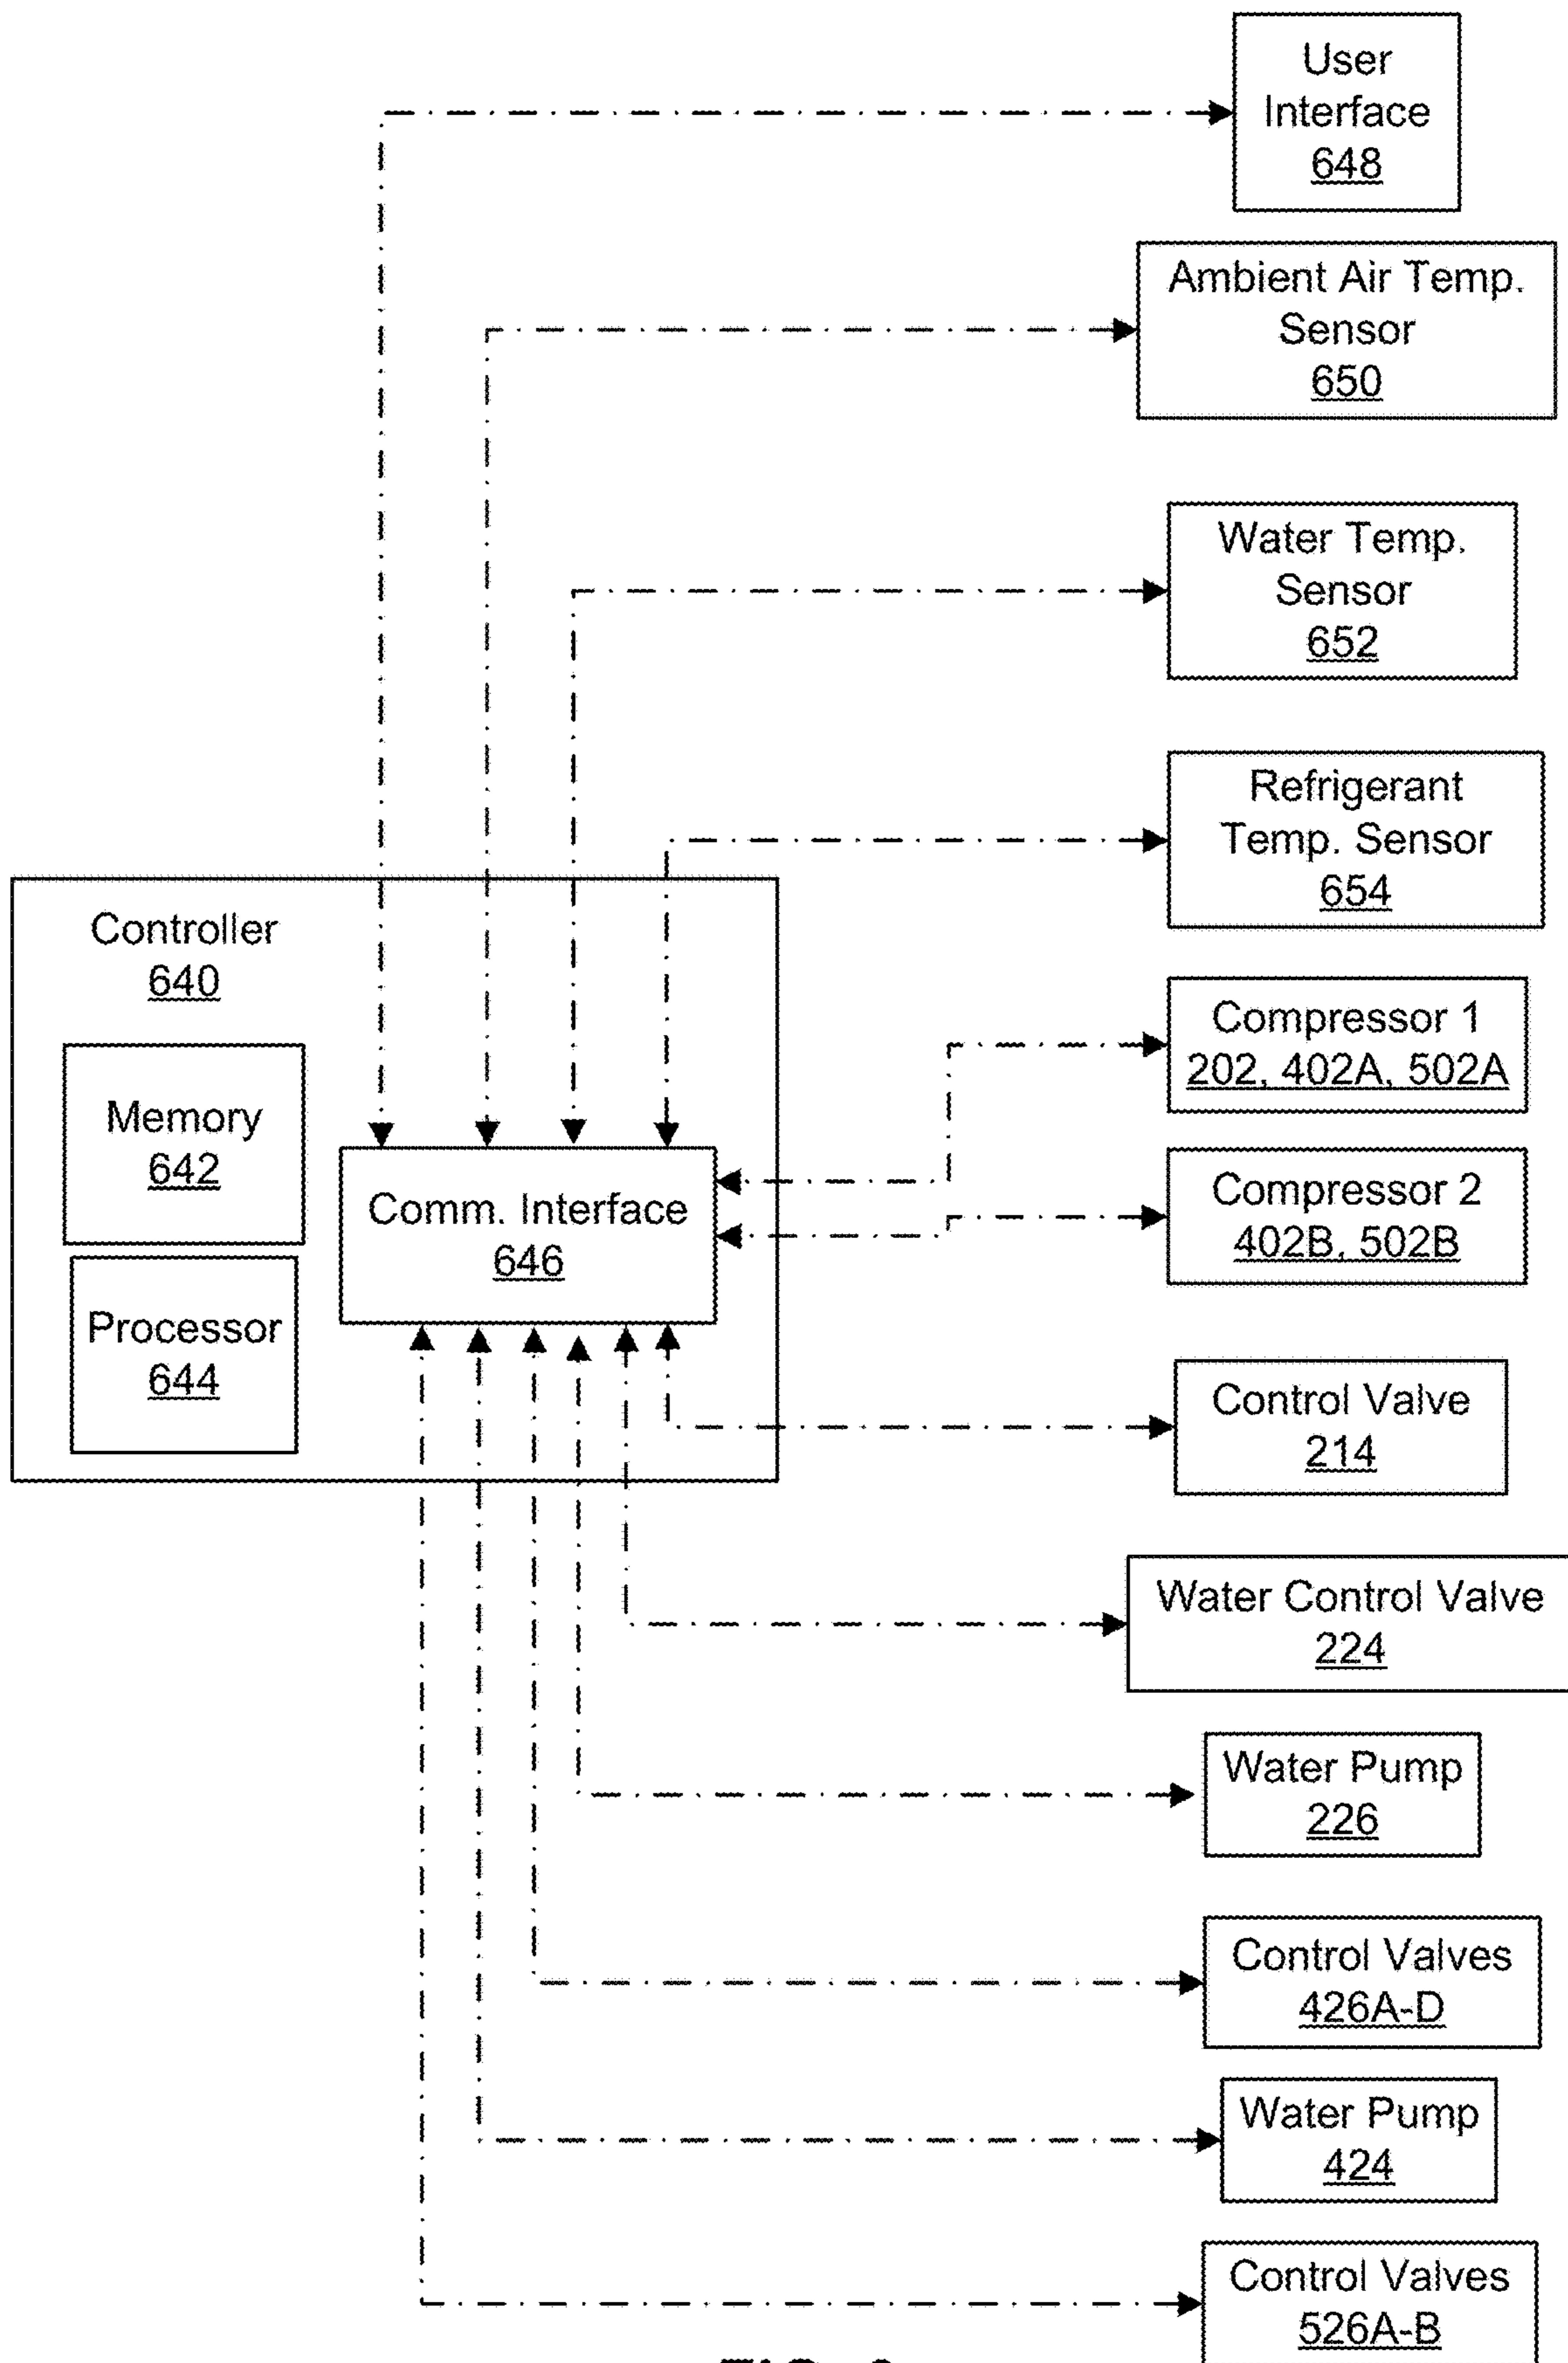 User
Interface
648
Ambient Air Temp.
Sensor
650
Water Temp.
Sensor
652
Refrigerant
Temp. Sensor
654
Controller
640
Memory
642
Processor
644
Comm. Interface
646
Compressor 1
202, 402A, 502A
Compressor 2
402B, 502B
Control Valve
214
Water Control Valve
224
Water Pump
226
Control Valves
426A-D
Water Pump
424
Control Valves
526A-B